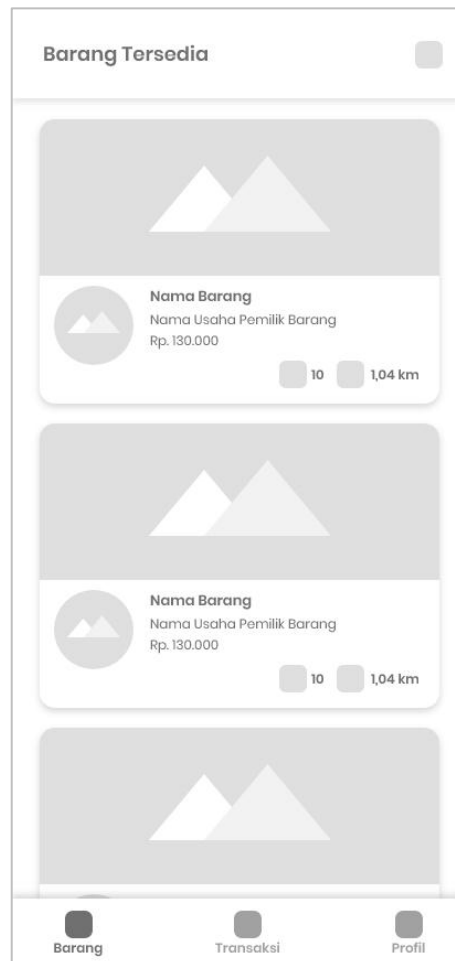 Barang Tersedia
Nama Barang
Nama Usaha Pemilik Barang
Rp. 130.000
10 1,04 km
Nama Barang
Nama Usaha Pemilik Barang
Rp. 130.000
10 1,04 km
Barang Transaksi Profil